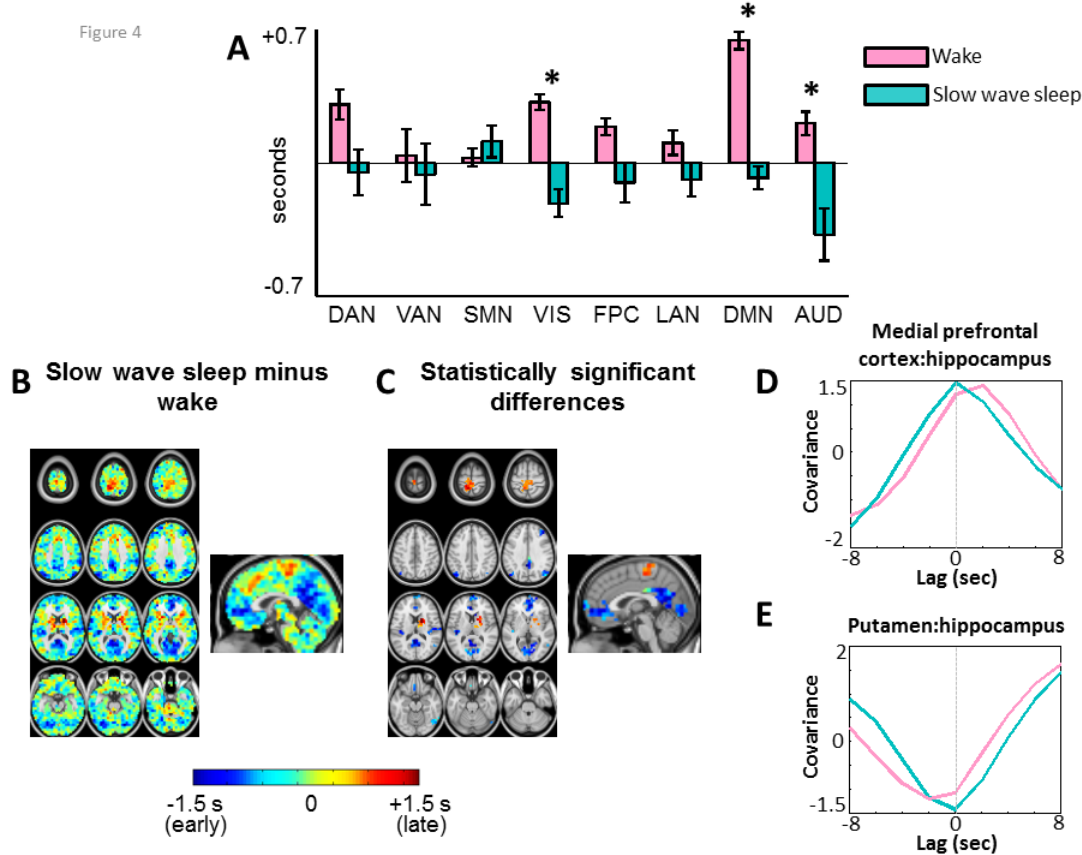 Figure 4
A
+0.7
seconds
-0.7
* * *
Wake
Slow wave sleep
DAN VAN SMN VIS FPC LAN DMN AUD
B Slow wave sleep minus
wake
C Statistically significant
differences
-1.5 s
(early)
0
+1.5 s
(late)
D
Medial prefrontal
cortex:hippocampus
Covariance
1.5
0
-2
-8 0 8
Lag (sec)
E
Putamen:hippocampus
Covariance
2
0
-1.5
-8 0 8
Lag (sec)